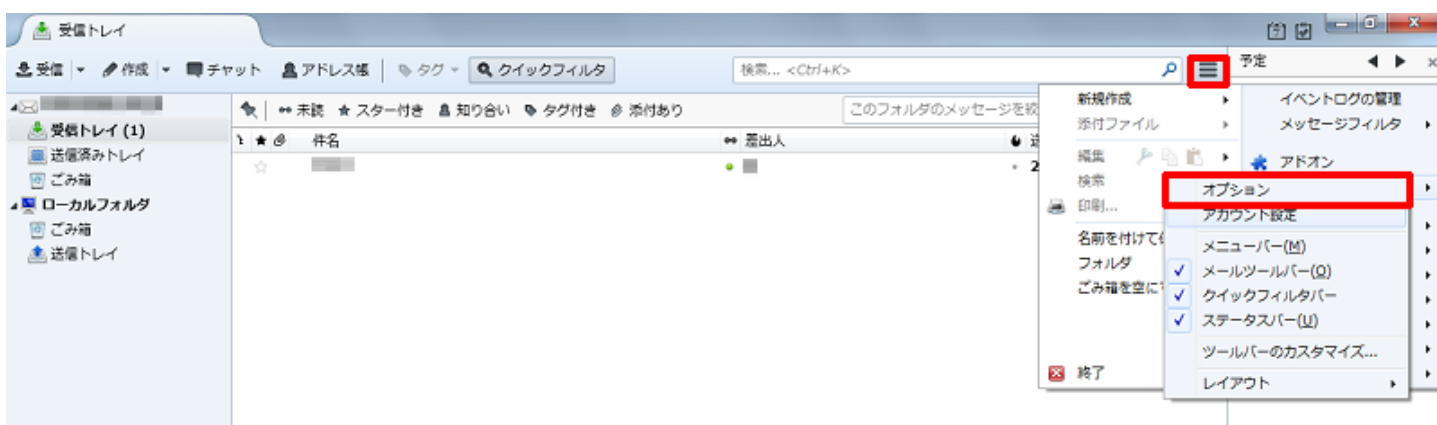 受信トレイ
受信 作成 チャット アドレス帳 タグ クイックフィルタ 検索... <Ctrl+K>
予定
未読 スター付き 知り合い タグ付き 添付あり このフォルダのメッセージを
受信トレイ (1)
送信済みトレイ
ごみ箱
ローカルフォルダ
ごみ箱
送信トレイ
件名 差出人
新規作成
添付ファイル
編集
検索
印刷...
名前を付けて
フォルダ
ごみ箱を空に
終了
イベントログの管理
メッセージフィルタ
アドオン
オプション
アカウント設定
メニューバー(M)
メールツールバー(O)
クイックフィルタバー
ステータスバー(U)
ツールバーのカスタマイズ...
レイアウト